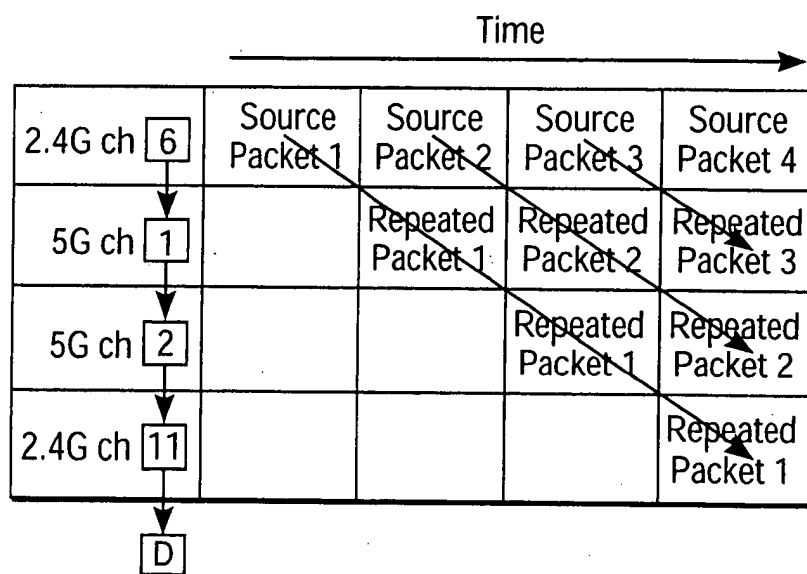 Time
2.4G ch 6
Source Packet 1
Source Packet 2
Source Packet 3
Source Packet 4
5G ch 1
Repeated Packet 1
Repeated Packet 2
Repeated Packet 3
5G ch 2
Repeated Packet 1
Repeated Packet 2
2.4G ch 11
Repeated Packet 1
D